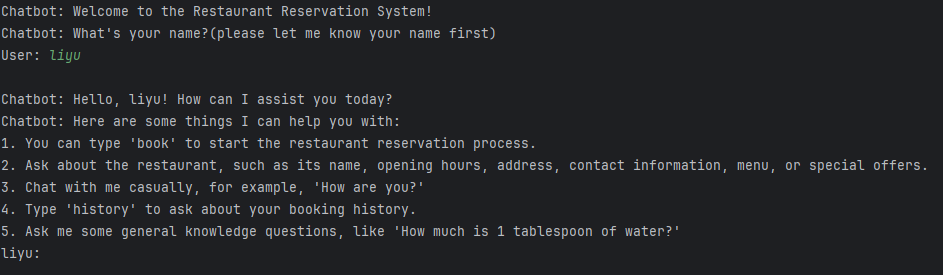 Chatbot: Welcome to the Restaurant Reservation System!
Chatbot: What's your name?(please let me know your name first)
User: liyu
Chatbot: Hello, liyu! How can I assist you today?
Chatbot: Here are some things I can help you with:
1. You can type 'book' to start the restaurant reservation process.
2. Ask about the restaurant, such as its name, opening hours, address, contact information, menu, or special offers.
3. Chat with me casually, for example, 'How are you?'
4. Type 'history' to ask about your booking history.
5. Ask me some general knowledge questions, like 'How much is 1 tablespoon of water?'
liyu: